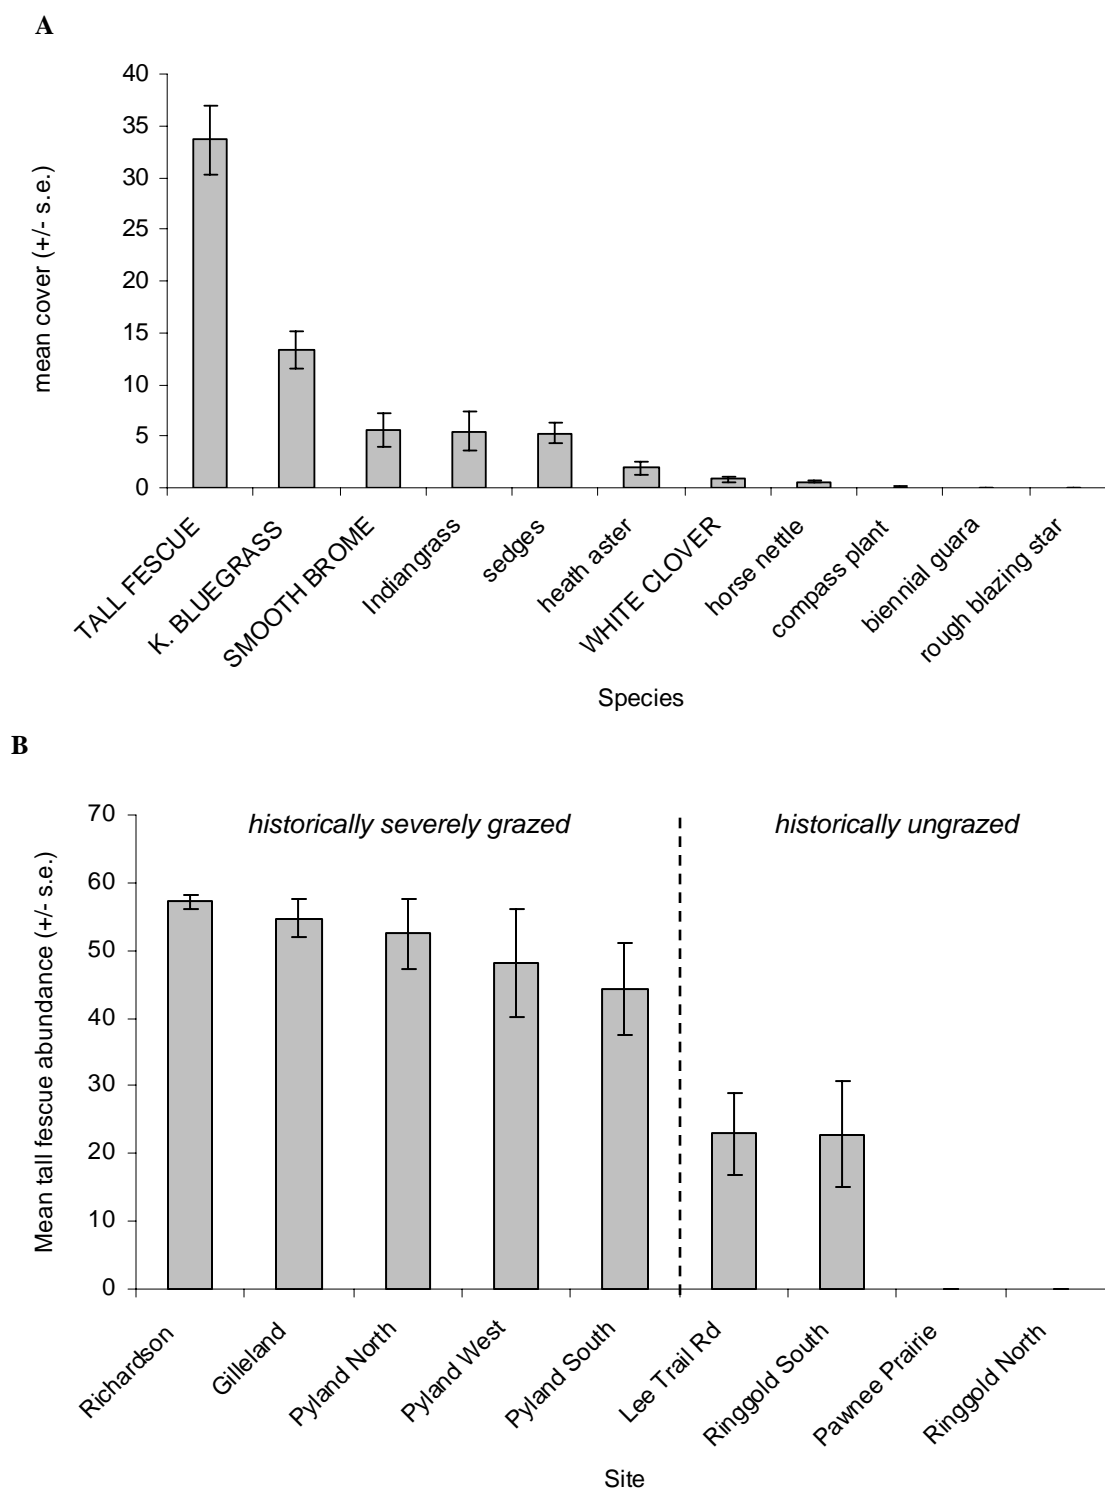 A
40
35
30
25
20
15
10
5
0
mean cover (+/- s.e.)
TALL FESCUE
K. BLUEGRASS
SMOOTH BROME
Indiangrass
sedges
heath aster
WHITE CLOVER
horse nettle
compass plant
biennial guara
rough blazing star
Species
B
70
60
50
40
30
20
10
0
Mean tall fescue abundance (+/- s.e.)
historically severely grazed
historically ungrazed
Richardson
Gilleland
Pyland North
Pyland West
Pyland South
Lee Trail Rd
Ringgold South
Pawnee Prairie
Ringgold North
Site